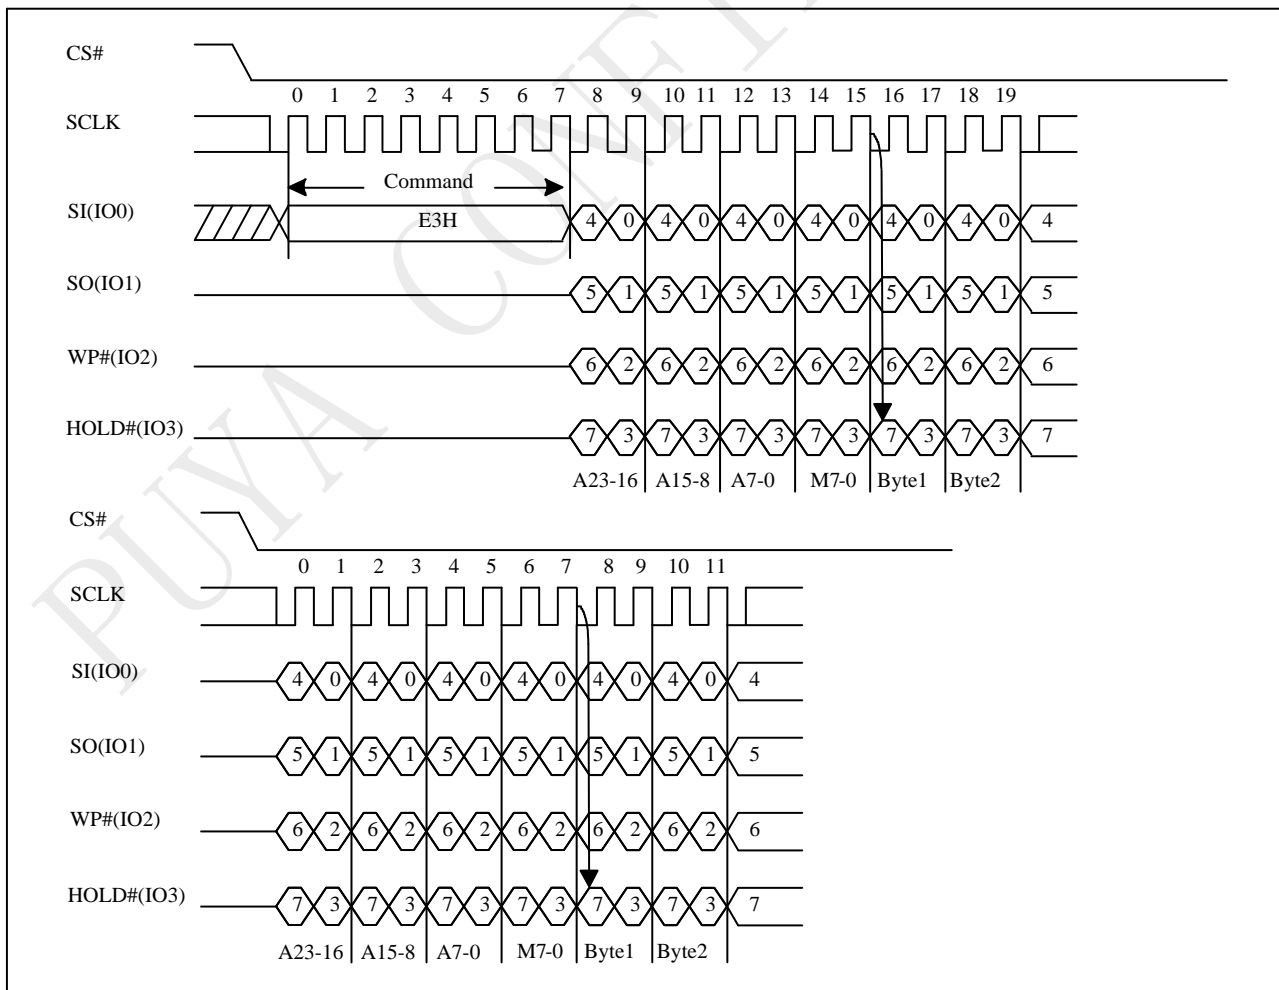 CS#
0 1 2 3 4 5 6 7 8 9 10 11 12 13 14 15 16 17 18 19
SCLK
Command
SI(IO0) E3H 4 0 4 0 4 0 4 0 4 0 4 0 4
SO(IO1) 5 1 5 1 5 1 5 1 5 1 5 1 5
WP#(IO2) 6 2 6 2 6 2 6 2 6 2 6 2 6
HOLD#(IO3) 7 3 7 3 7 3 7 3 7 3 7 3 7
A23-16 A15-8 A7-0 M7-0 Byte1 Byte2
CS#
0 1 2 3 4 5 6 7 8 9 10 11
SCLK
SI(IO0) 4 0 4 0 4 0 4 0 4 0 4 0 4
SO(IO1) 5 1 5 1 5 1 5 1 5 1 5 1 5
WP#(IO2) 6 2 6 2 6 2 6 2 6 2 6 2 6
HOLD#(IO3) 7 3 7 3 7 3 7 3 7 3 7 3 7
A23-16 A15-8 A7-0 M7-0 Byte1 Byte2
PUYA